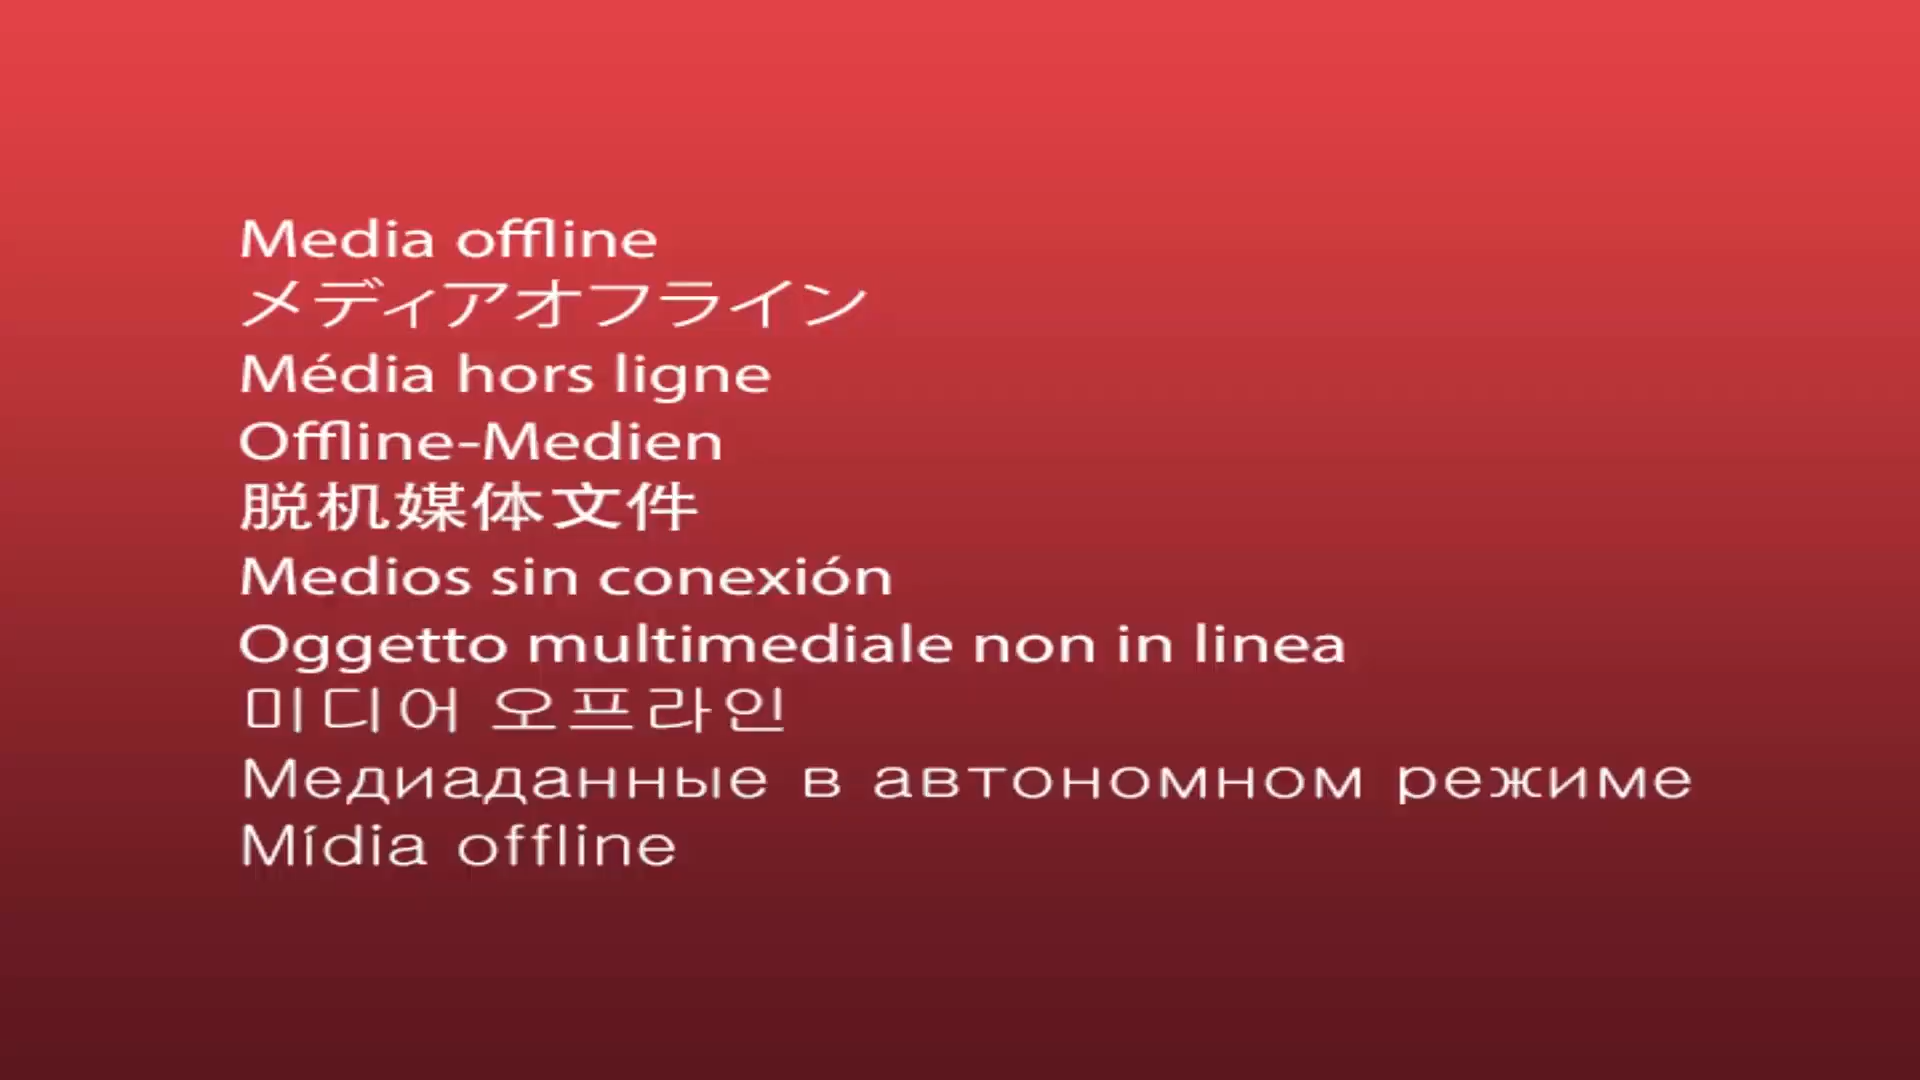 Media offline
メディアオフライン
Média hors ligne
Offline-Medien
脱机媒体文件
Medios sin conexión
Oggetto multimediale non in linea
미디어 오프라인
Медиаданные в автономном режиме
Mídia offline